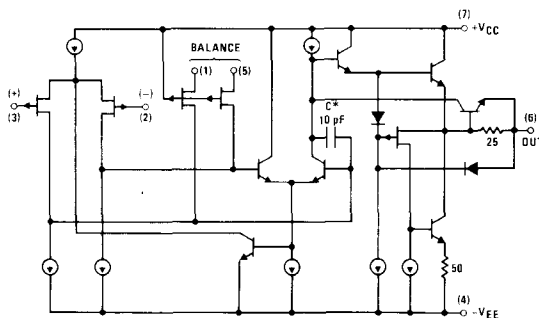 (7)
+VCC
BALANCE
(1) (5)
(+)
(3)
(−)
(2)
C*
10 pF
(6)
OUT
25
50
(4)
−VEE